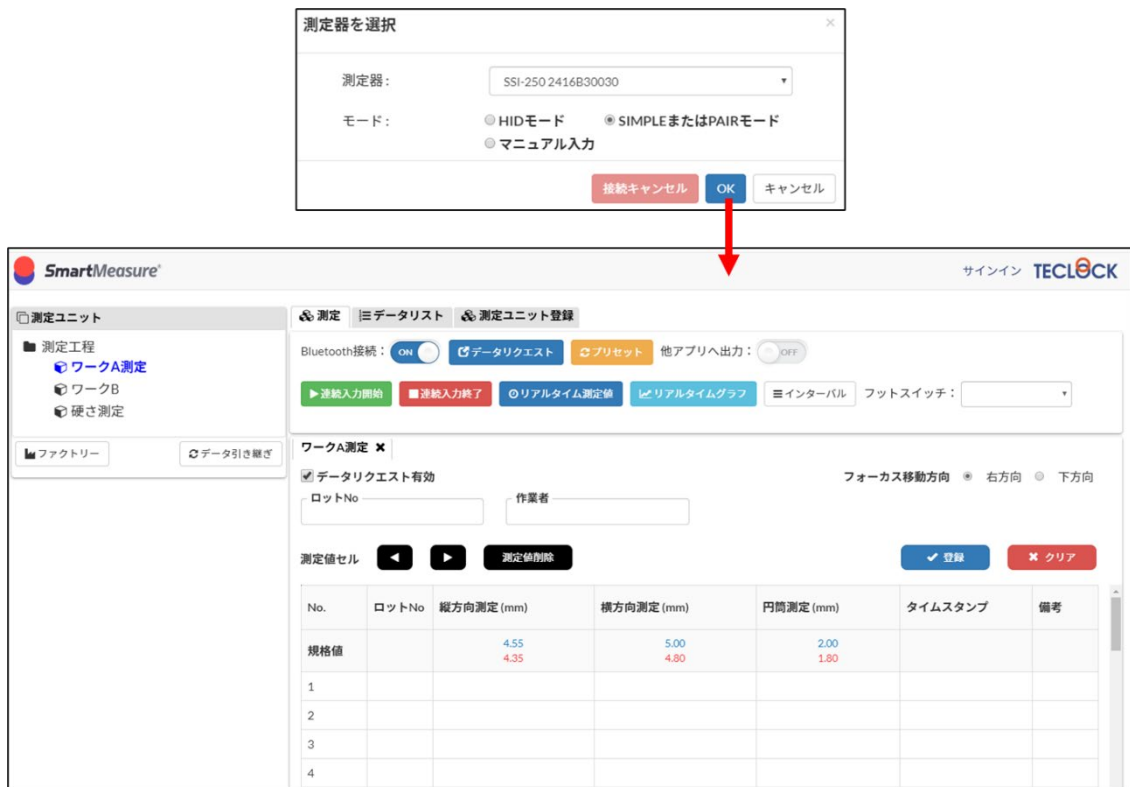 測定器を選択 ×
測定器： SSI-250 2416B30030
モード： HIDモード SIMPLEまたはPAIRモード
マニュアル入力
接続キャンセル OK キャンセル
SmartMeasure サインイン TECLOCK
測定ユニット
測定工程
ワークA測定
ワークB
硬さ測定
ファクトリー データ引き継ぎ
測定 データリスト 測定ユニット登録
Bluetooth接続： ON データリクエスト プリセット 他アプリへ出力： OFF
連続入力開始 連続入力終了 リアルタイム測定値 リアルタイムグラフ インターバル フットスイッチ：
ワークA測定 ✖
データリクエスト有効 フォーカス移動方向 右方向 下方向
ロットNo 作業者
測定値セル 測定値削除 登録 クリア
No. ロットNo 縦方向測定(mm) 横方向測定(mm) 円筒測定(mm) タイムスタンプ 備考
規格値 4.55 5.00 2.00
4.35 4.80 1.80
1
2
3
4